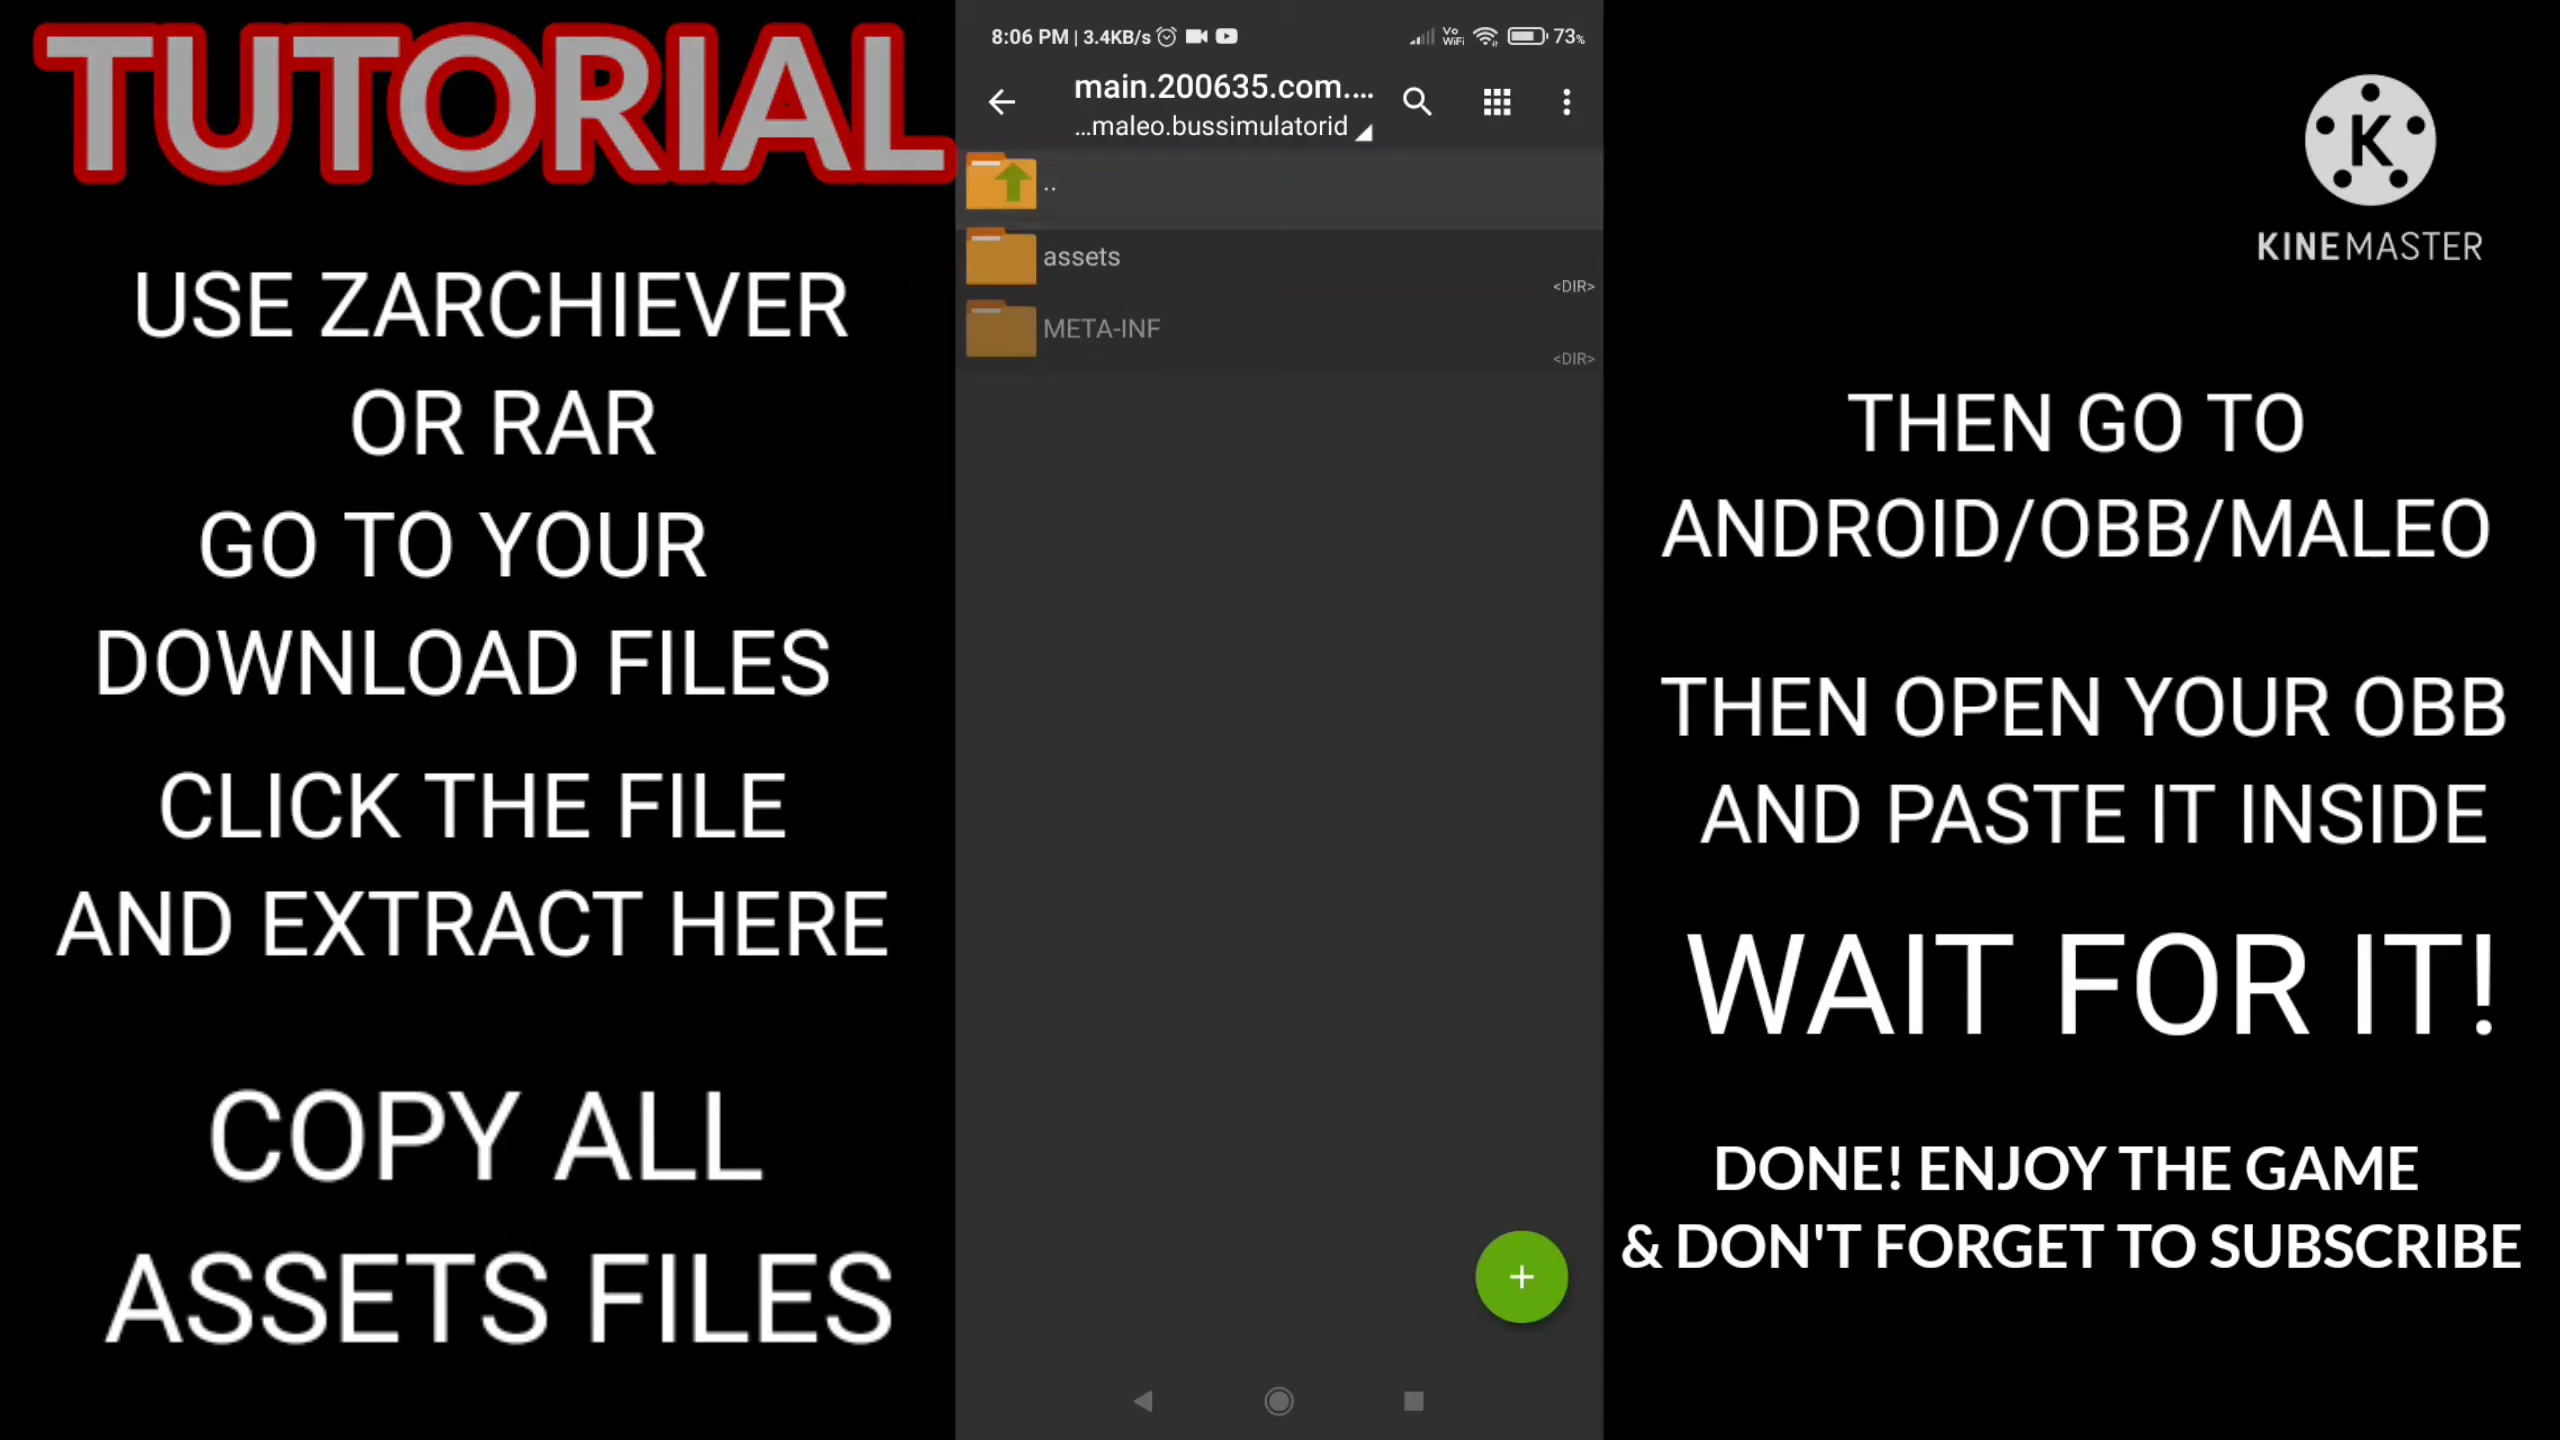 TUTORIAL
USE ZARCHIEVER
OR RAR
GO TO YOUR
DOWNLOAD FILES
CLICK THE FILE
AND EXTRACT HERE
COPY ALL
ASSETS FILES
8:06 PM | 3.4KB/s
Vo
WiFi
73%
main.200635.com....
...maleo.bussimulatorid
..
assets
<DIR>
META-INF
<DIR>
+
K
KINEMASTER
THEN GO TO
ANDROID/OBB/MALEO
THEN OPEN YOUR OBB
AND PASTE IT INSIDE
WAIT FOR IT!
DONE! ENJOY THE GAME
& DON'T FORGET TO SUBSCRIBE